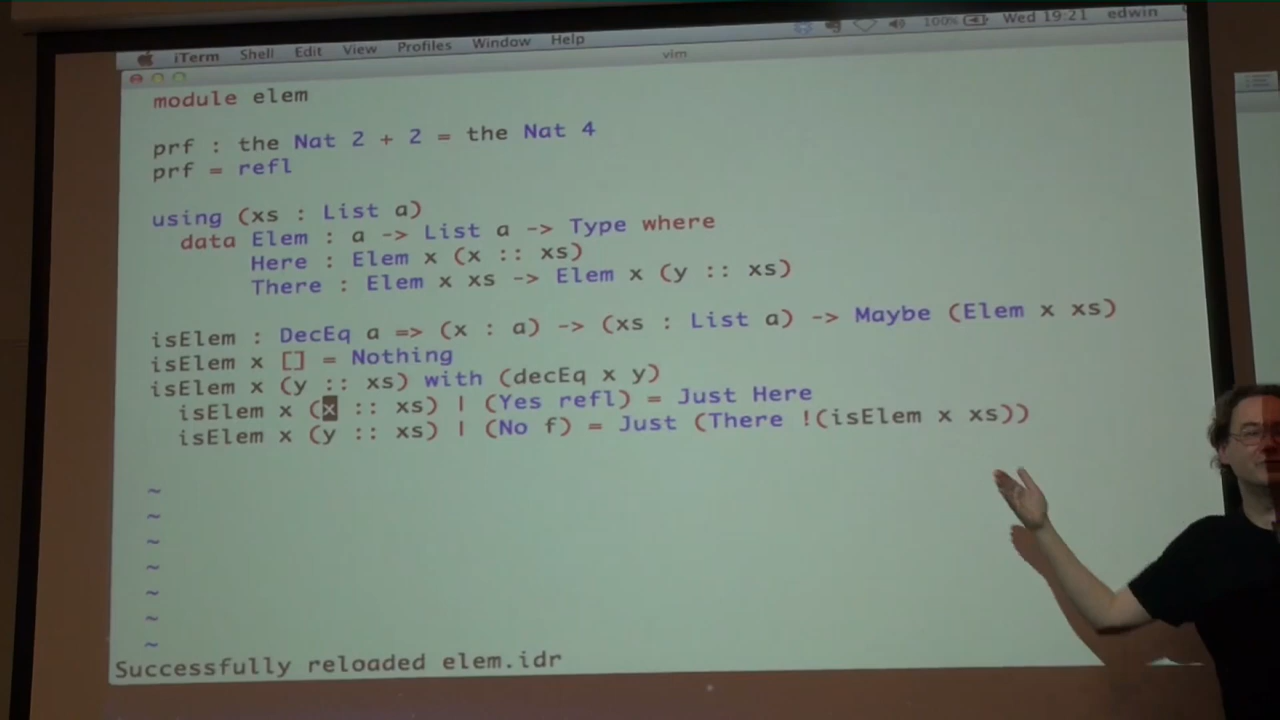 iTerm Shell Edit View Profiles Window Help 100% Wed 19:21 edwin
vim
module elem
prf : the Nat 2 + 2 = the Nat 4
prf = refl
using (xs : List a)
data Elem : a -> List a -> Type where
Here : Elem x (x :: xs)
There : Elem x xs -> Elem x (y :: xs)
isElem : DecEq a => (x : a) -> (xs : List a) -> Maybe (Elem x xs)
isElem x [] = Nothing
isElem x (y :: xs) with (decEq x y)
isElem x (x :: xs) | (Yes refl) = Just Here
isElem x (y :: xs) | (No f) = Just (There !(isElem x xs))
~
~
~
~
~
~
~
Successfully reloaded elem.idr